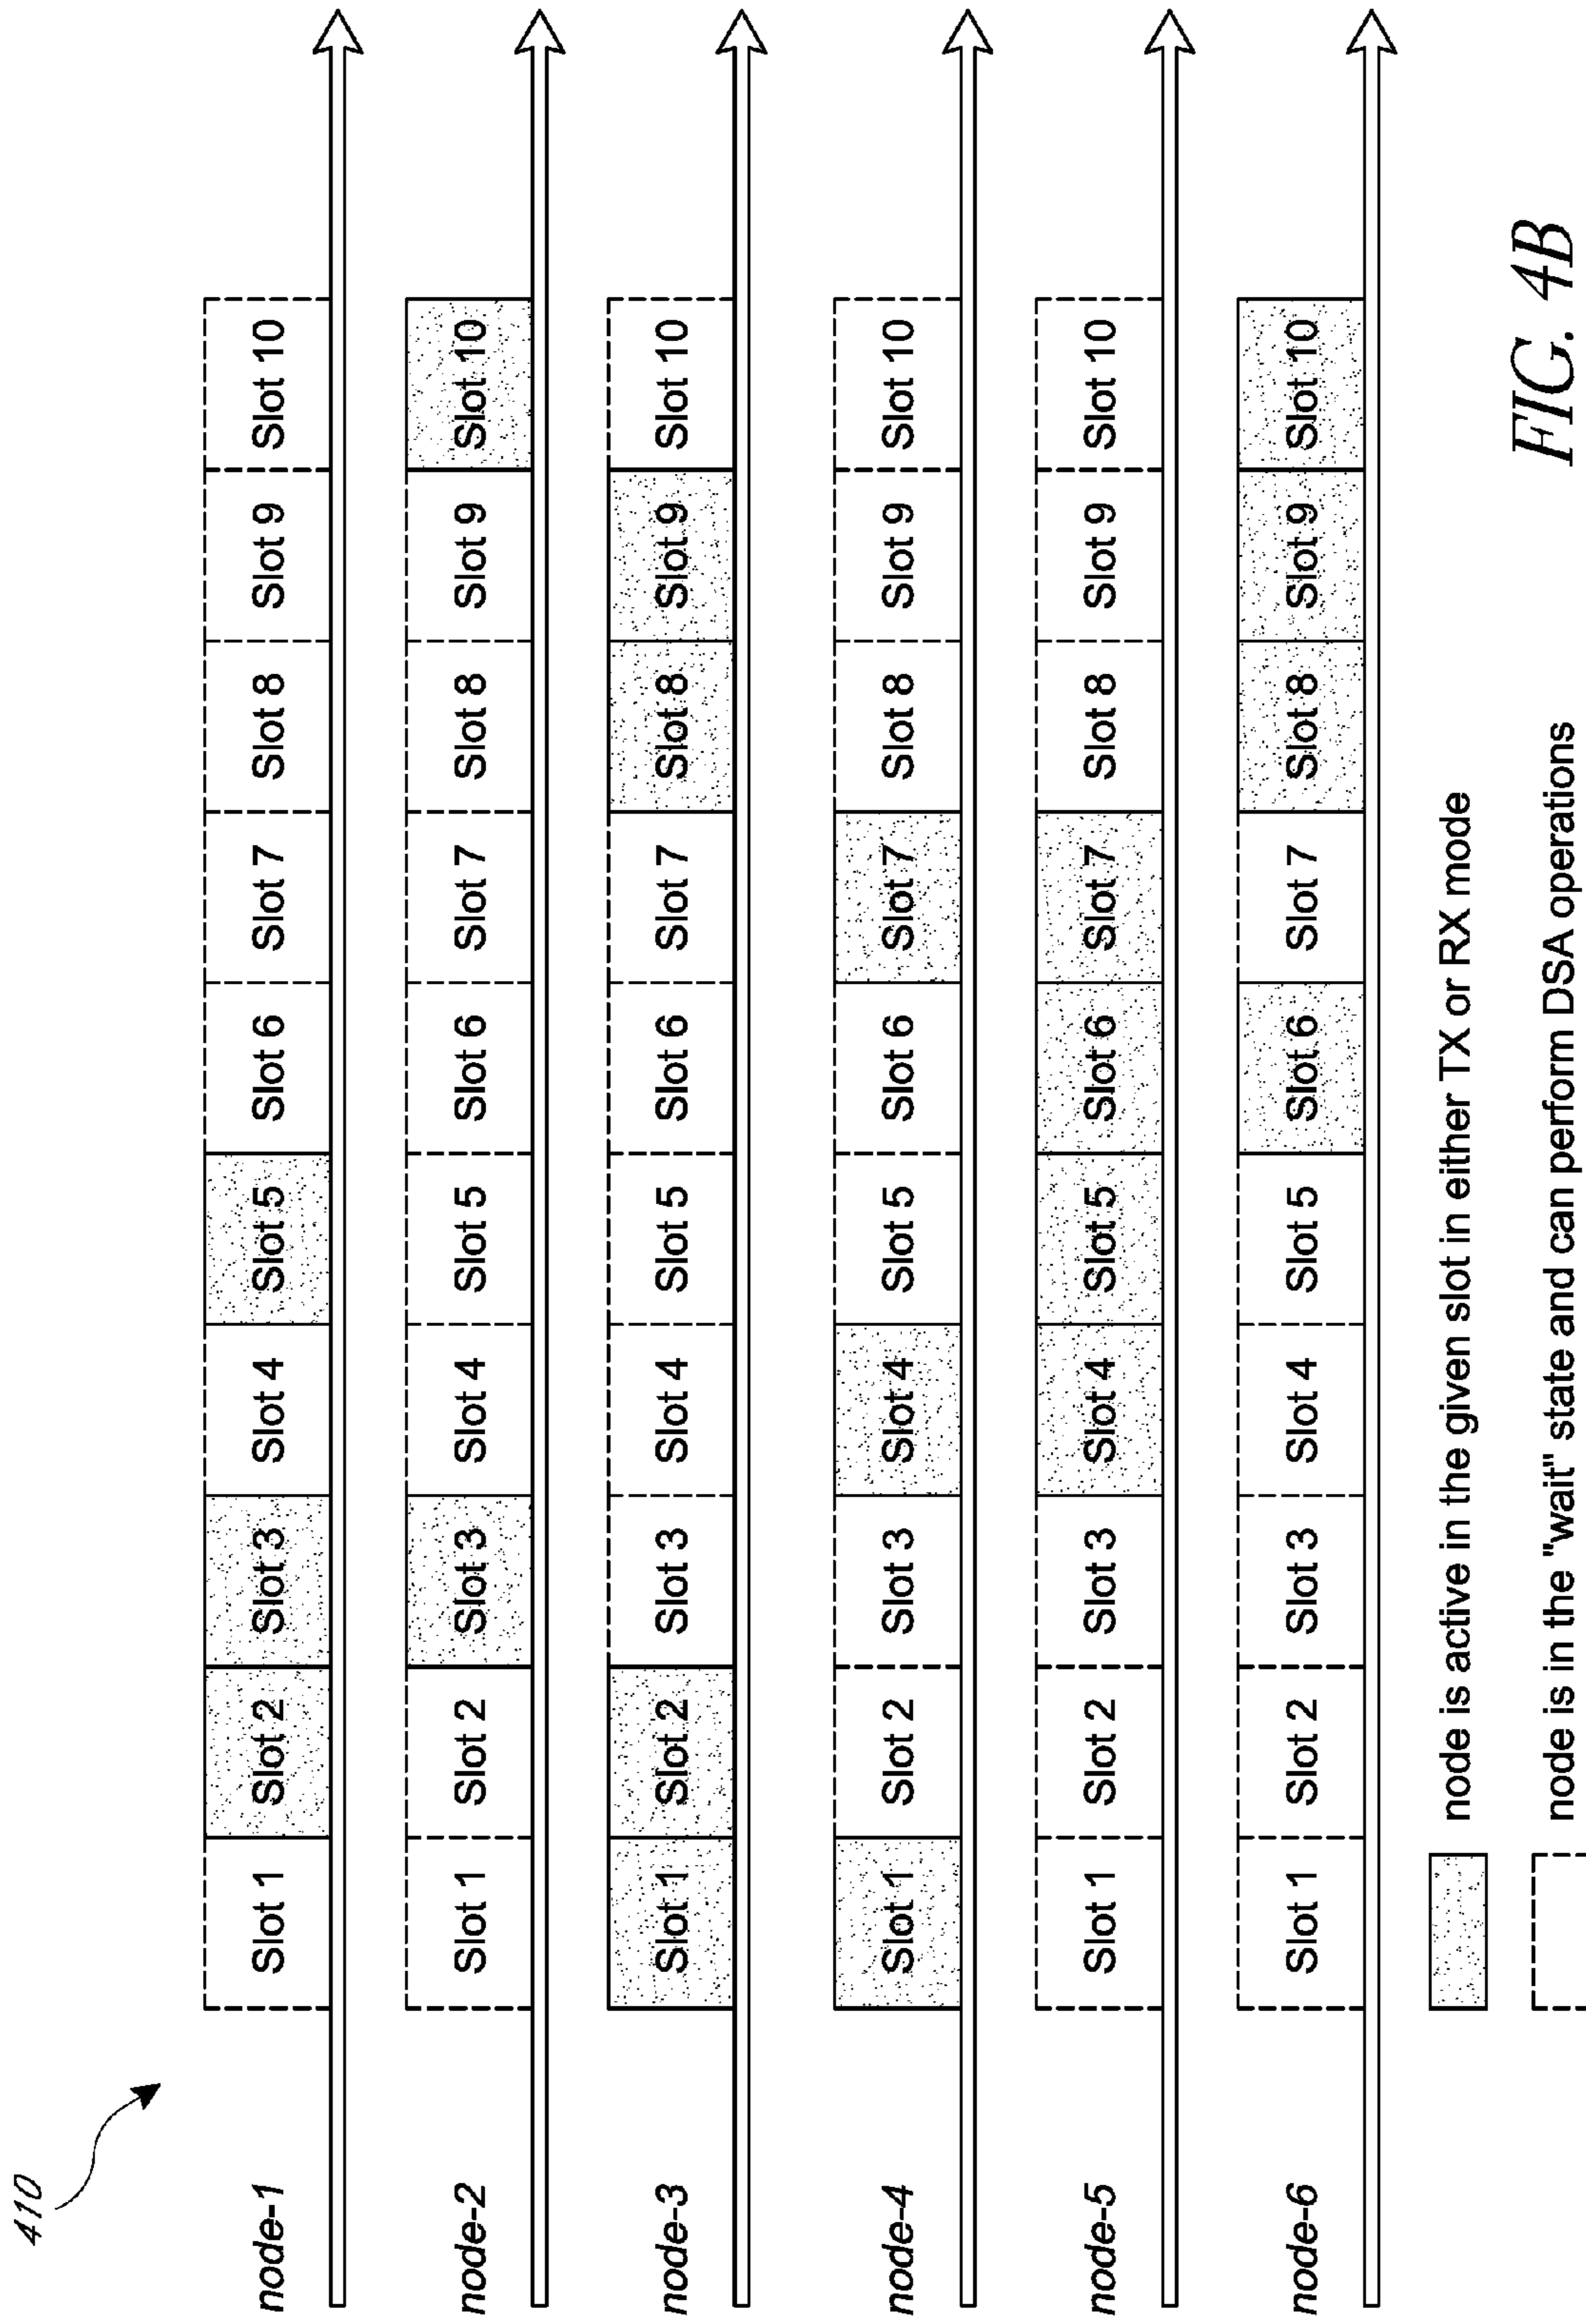 410
node-1 Slot 1 Slot 2 Slot 3 Slot 4 Slot 5 Slot 6 Slot 7 Slot 8 Slot 9 Slot 10
node-2 Slot 1 Slot 2 Slot 3 Slot 4 Slot 5 Slot 6 Slot 7 Slot 8 Slot 9 Slot 10
node-3 Slot 1 Slot 2 Slot 3 Slot 4 Slot 5 Slot 6 Slot 7 Slot 8 Slot 9 Slot 10
node-4 Slot 1 Slot 2 Slot 3 Slot 4 Slot 5 Slot 6 Slot 7 Slot 8 Slot 9 Slot 10
node-5 Slot 1 Slot 2 Slot 3 Slot 4 Slot 5 Slot 6 Slot 7 Slot 8 Slot 9 Slot 10
node-6 Slot 1 Slot 2 Slot 3 Slot 4 Slot 5 Slot 6 Slot 7 Slot 8 Slot 9 Slot 10
node is active in the given slot in either TX or RX mode
node is in the "wait" state and can perform DSA operations
FIG. 4B